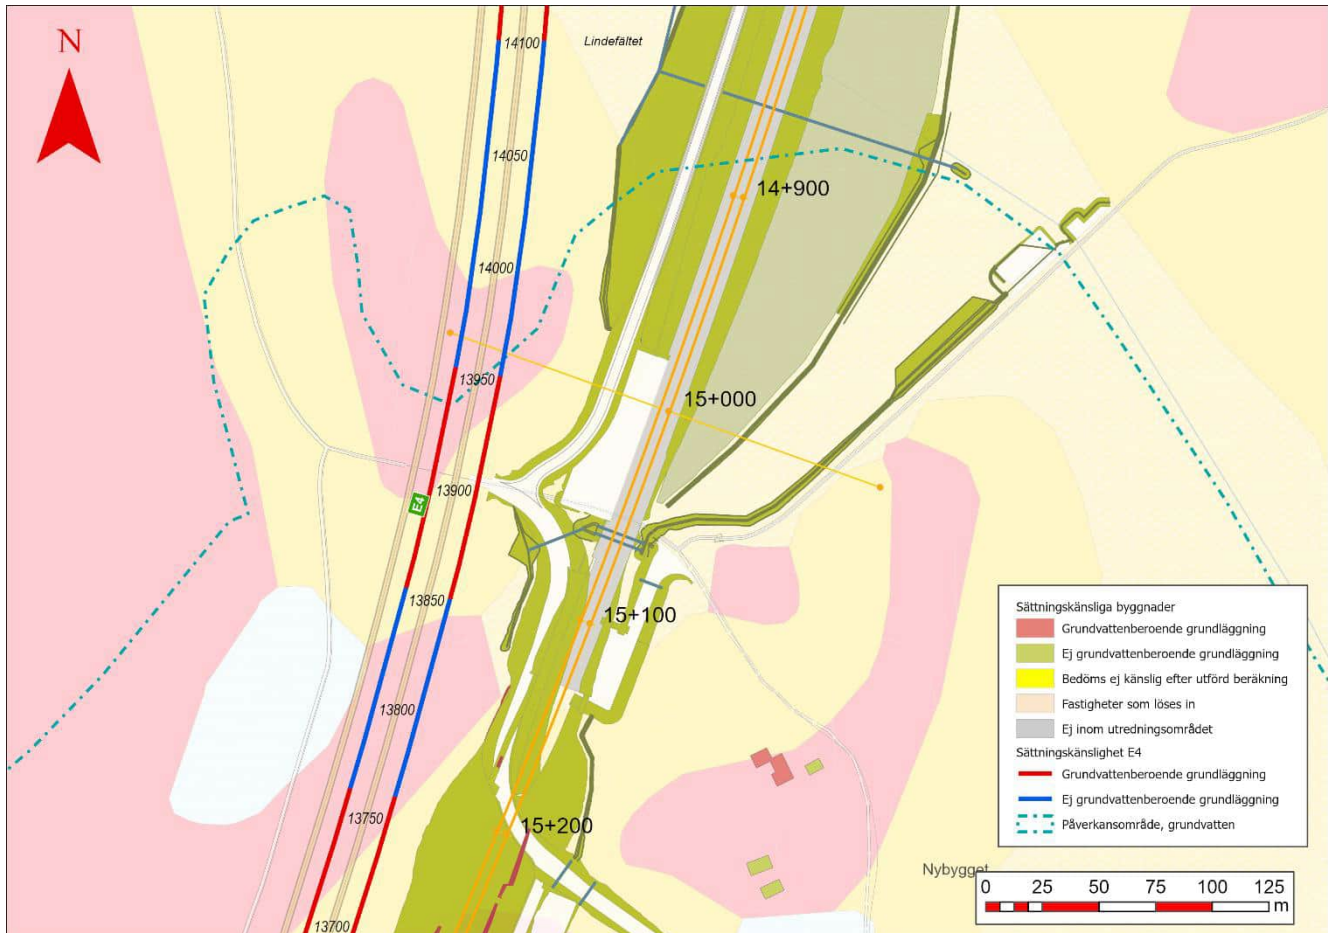 N
14100
Lindefältet
14050
14+900
14000
13950
15+000
13900
E4
13850
15+100
13800
13750
15+200
13700
Nybygget
Sättningskänsliga byggnader
Grundvattenberoende grundläggning
Ej grundvattenberoende grundläggning
Bedöms ej känslig efter utförd beräkning
Fastigheter som löses in
Ej inom utredningsområdet
Sättningskänslighet E4
Grundvattenberoende grundläggning
Ej grundvattenberoende grundläggning
Påverkansområde, grundvatten
0 25 50 75 100 125
m